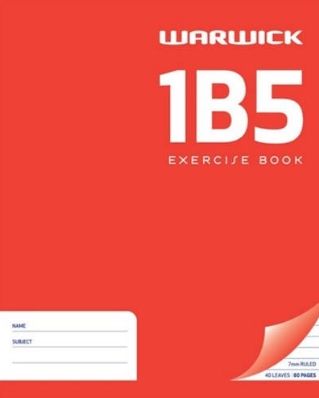 WARWICK
1B5
EXERCISE BOOK
NAME
SUBJECT
7mm RULED
40 LEAVES 80 PAGES